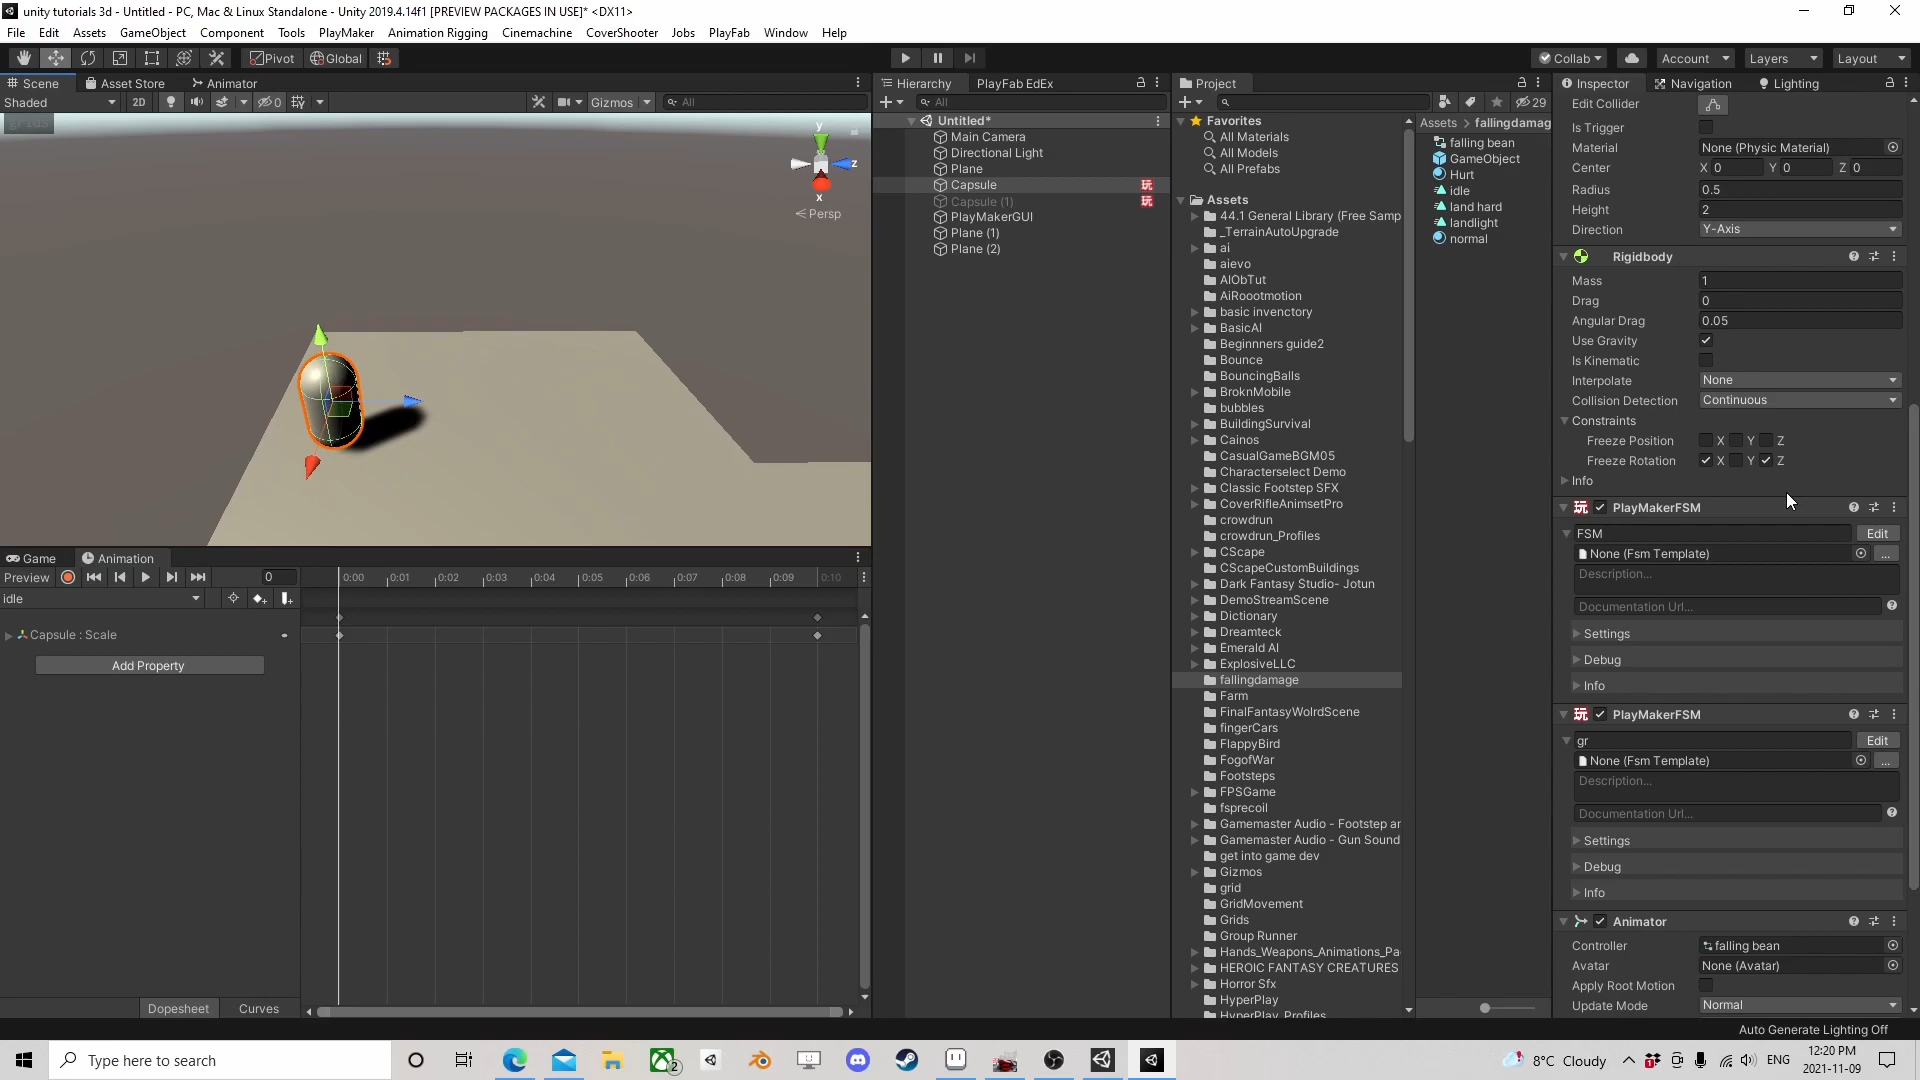 unity tutorials 3d - Untitled - PC, Mac & Linux Standalone - Unity 2019.4.14f1 [PREVIEW PACKAGES IN USE]* <DX11>
File Edit Assets GameObject Component Tools PlayMaker Animation Rigging Cinemachine CoverShooter Jobs PlayFab Window Help
Pivot Global Collab Account Layers Layout
Scene Asset Store Animator
Shaded 2D 0 Gizmos All
grids
y
z
x
Persp
Game Animation
Preview 0 0:00 0:01 0:02 0:03 0:04 0:05 0:06 0:07 0:08 0:09 0:10
idle
Capsule : Scale
Add Property
Dopesheet Curves
Hierarchy PlayFab EdEx
All
Untitled*
Main Camera
Directional Light
Plane
Capsule 玩
Capsule (1) 玩
PlayMakerGUI
Plane (1)
Plane (2)
Project
29
Favorites
All Materials
All Models
All Prefabs
Assets
44.1 General Library (Free Samp
_TerrainAutoUpgrade
ai
aievo
AIObTut
AiRoootmotion
basic invenctory
BasicAI
Beginnners guide2
Bounce
BouncingBalls
BroknMobile
bubbles
BuildingSurvival
Cainos
CasualGameBGM05
Characterselect Demo
Classic Footstep SFX
CoverRifleAnimsetPro
crowdrun
crowdrun_Profiles
CScape
CScapeCustomBuildings
Dark Fantasy Studio- Jotun
DemoStreamScene
Dictionary
Dreamteck
Emerald AI
ExplosiveLLC
fallingdamage
Farm
FinalFantasyWolrdScene
fingerCars
FlappyBird
FogofWar
Footsteps
FPSGame
fsprecoil
Gamemaster Audio - Footstep ar
Gamemaster Audio - Gun Sound
get into game dev
Gizmos
grid
GridMovement
Grids
Group Runner
Hands_Weapons_Animations_Pa
HEROIC FANTASY CREATURES
Horror Sfx
HyperPlay
HyperPlay_Profiles
Assets > fallingdamag
falling bean
GameObject
Hurt
idle
land hard
landlight
normal
Inspector Navigation Lighting
Edit Collider
Is Trigger
Material None (Physic Material)
Center X 0 Y 0 Z 0
Radius 0.5
Height 2
Direction Y-Axis
Rigidbody
Mass 1
Drag 0
Angular Drag 0.05
Use Gravity
Is Kinematic
Interpolate None
Collision Detection Continuous
Constraints
Freeze Position X Y Z
Freeze Rotation X Y Z
Info
玩 PlayMakerFSM
FSM Edit
None (Fsm Template) ...
Description...
Documentation Url...
Settings
Debug
Info
玩 PlayMakerFSM
gr Edit
None (Fsm Template) ...
Description...
Documentation Url...
Settings
Debug
Info
Animator
Controller falling bean
Avatar None (Avatar)
Apply Root Motion
Update Mode Normal
Auto Generate Lighting Off
Type here to search
2
8°C Cloudy ENG 12:20 PM
2021-11-09